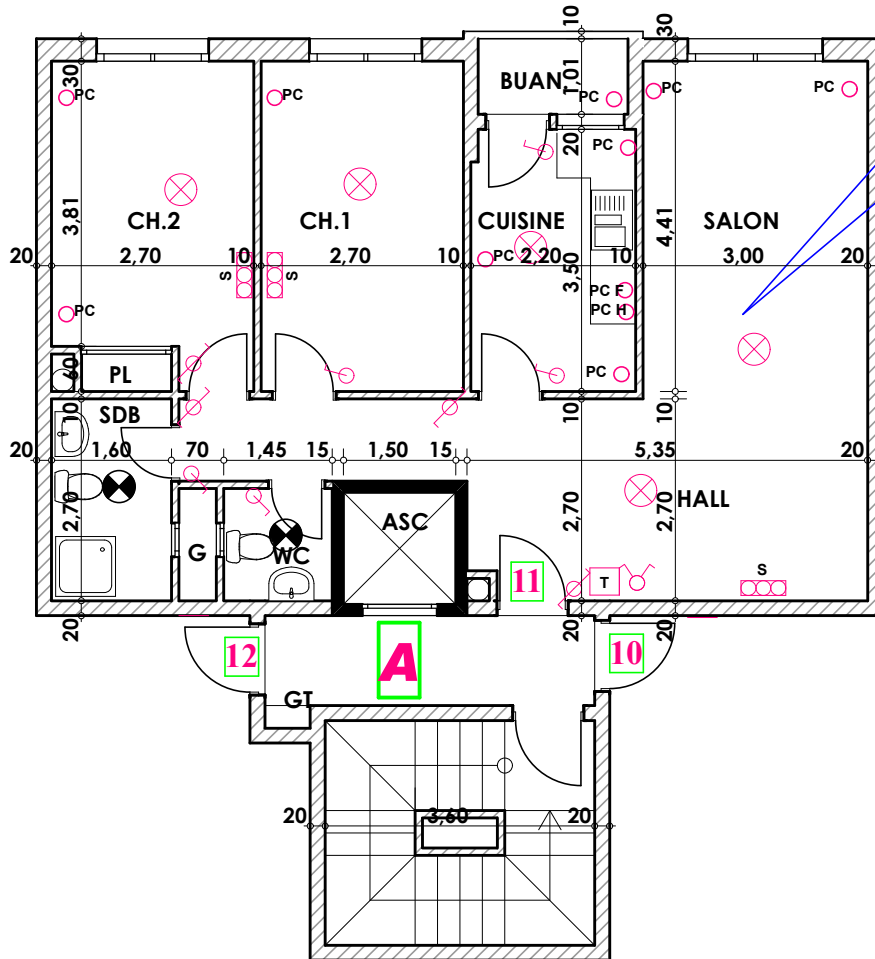 10
30
30
BUAN
1,01
PC
PC
PC
PC
PC
20
PC
3,81
CH.2
CH.1
CUISINE
SALON
4,41
20
2,70
10
2,70
10
2,20
10
3,00
20
S
S
PC
3,50
PC F
PC H
PC
60
PL
PC
10
SDB
10
10
20
1,60
70
1,45
15
1,50
15
5,35
20
2,70
G
WC
ASC
2,70
2,70
HALL
11
T
S
20
20
20
12
A
10
GT
20
3,60
20